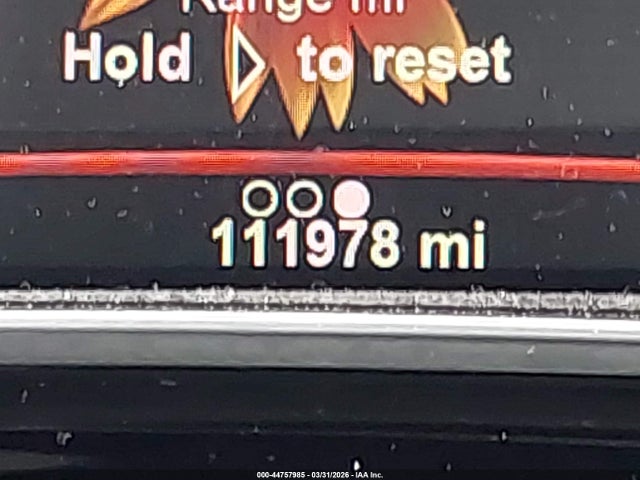 Range mi
Hold ▷ to reset
111978 mi
000-44757985 - 03/31/2026 - IAA Inc.